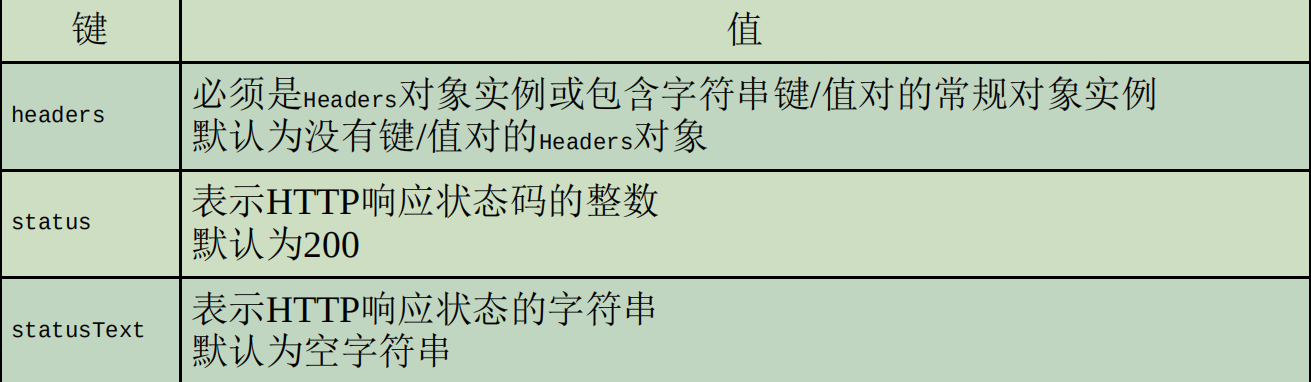 键 值
headers
必须是Headers对象实例或包含字符串键/值对的常规对象实例
默认为没有键/值对的Headers对象
status
表示HTTP响应状态码的整数
默认为200
statusText
表示HTTP响应状态的字符串
默认为空字符串